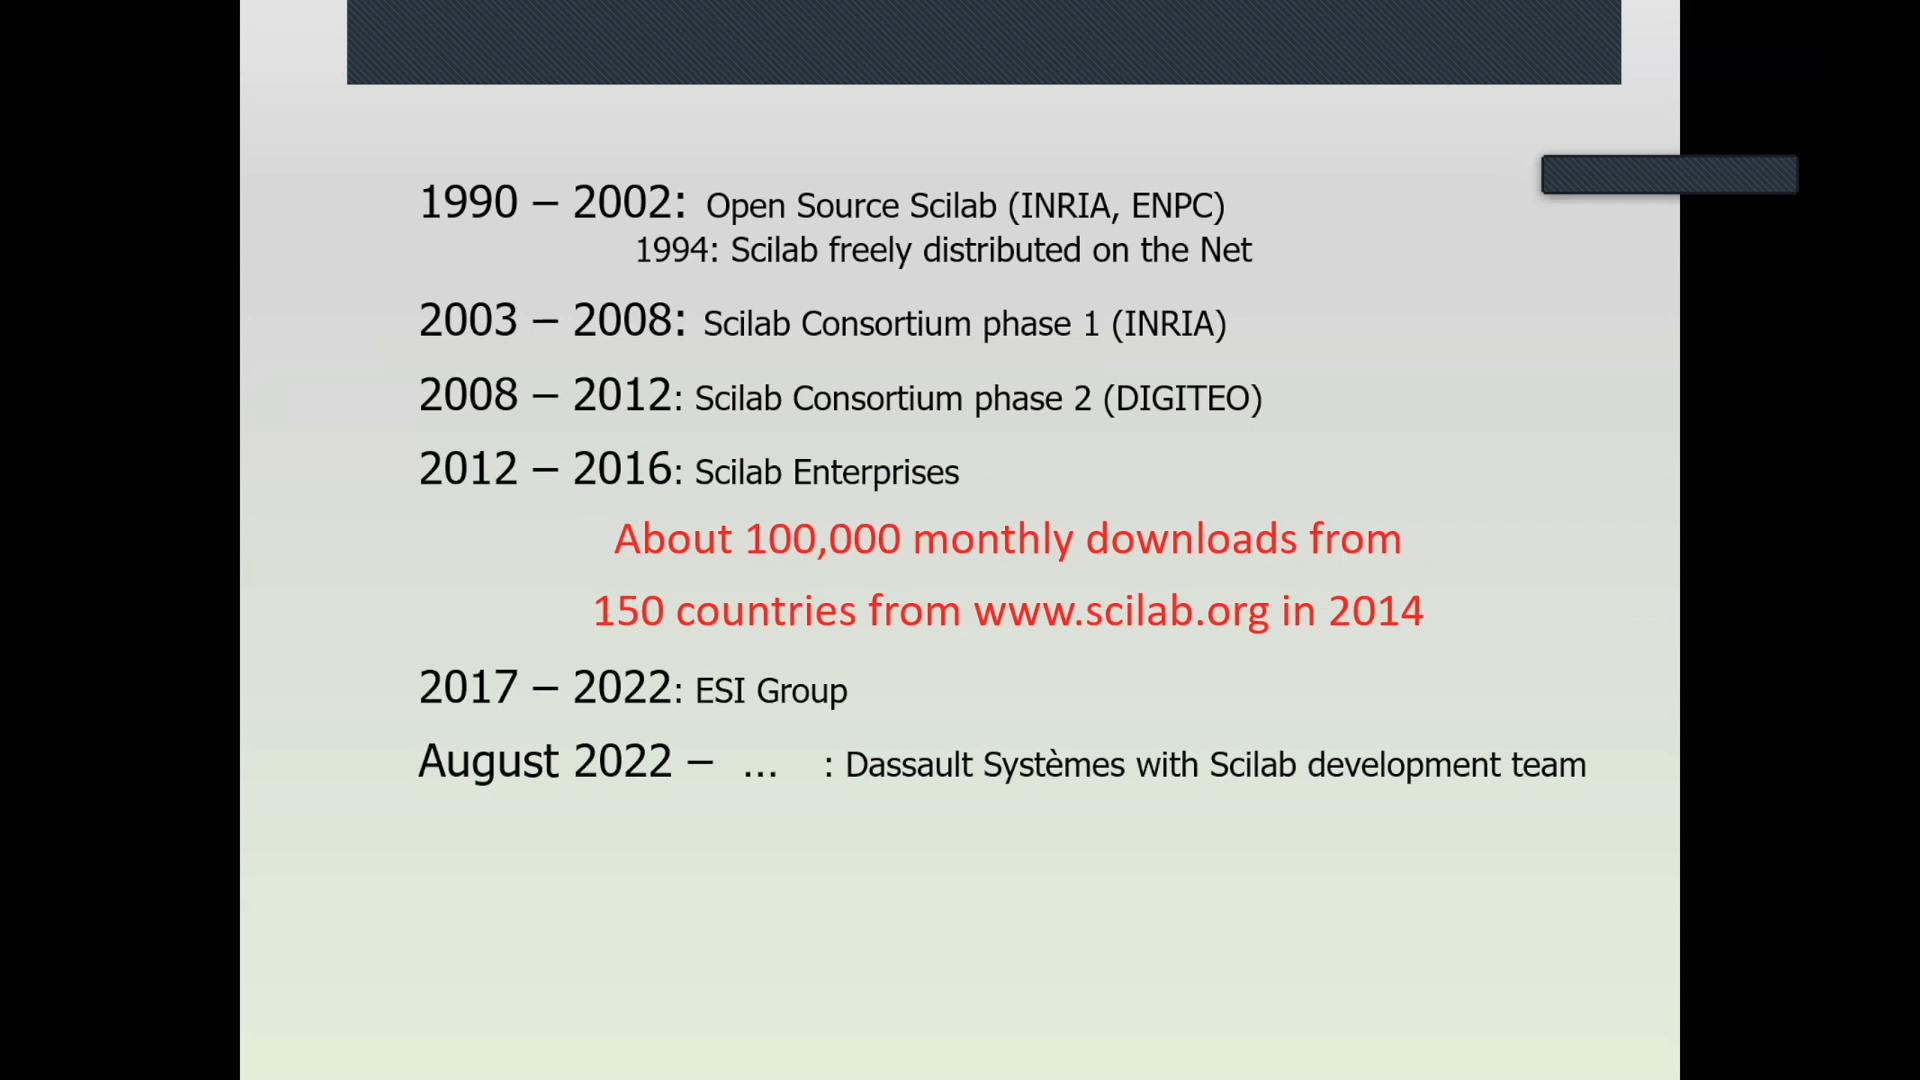 1990 – 2002: Open Source Scilab (INRIA, ENPC)
1994: Scilab freely distributed on the Net
2003 – 2008: Scilab Consortium phase 1 (INRIA)
2008 – 2012: Scilab Consortium phase 2 (DIGITEO)
2012 – 2016: Scilab Enterprises
About 100,000 monthly downloads from
150 countries from www.scilab.org in 2014
2017 – 2022: ESI Group
August 2022 – ... : Dassault Systèmes with Scilab development team